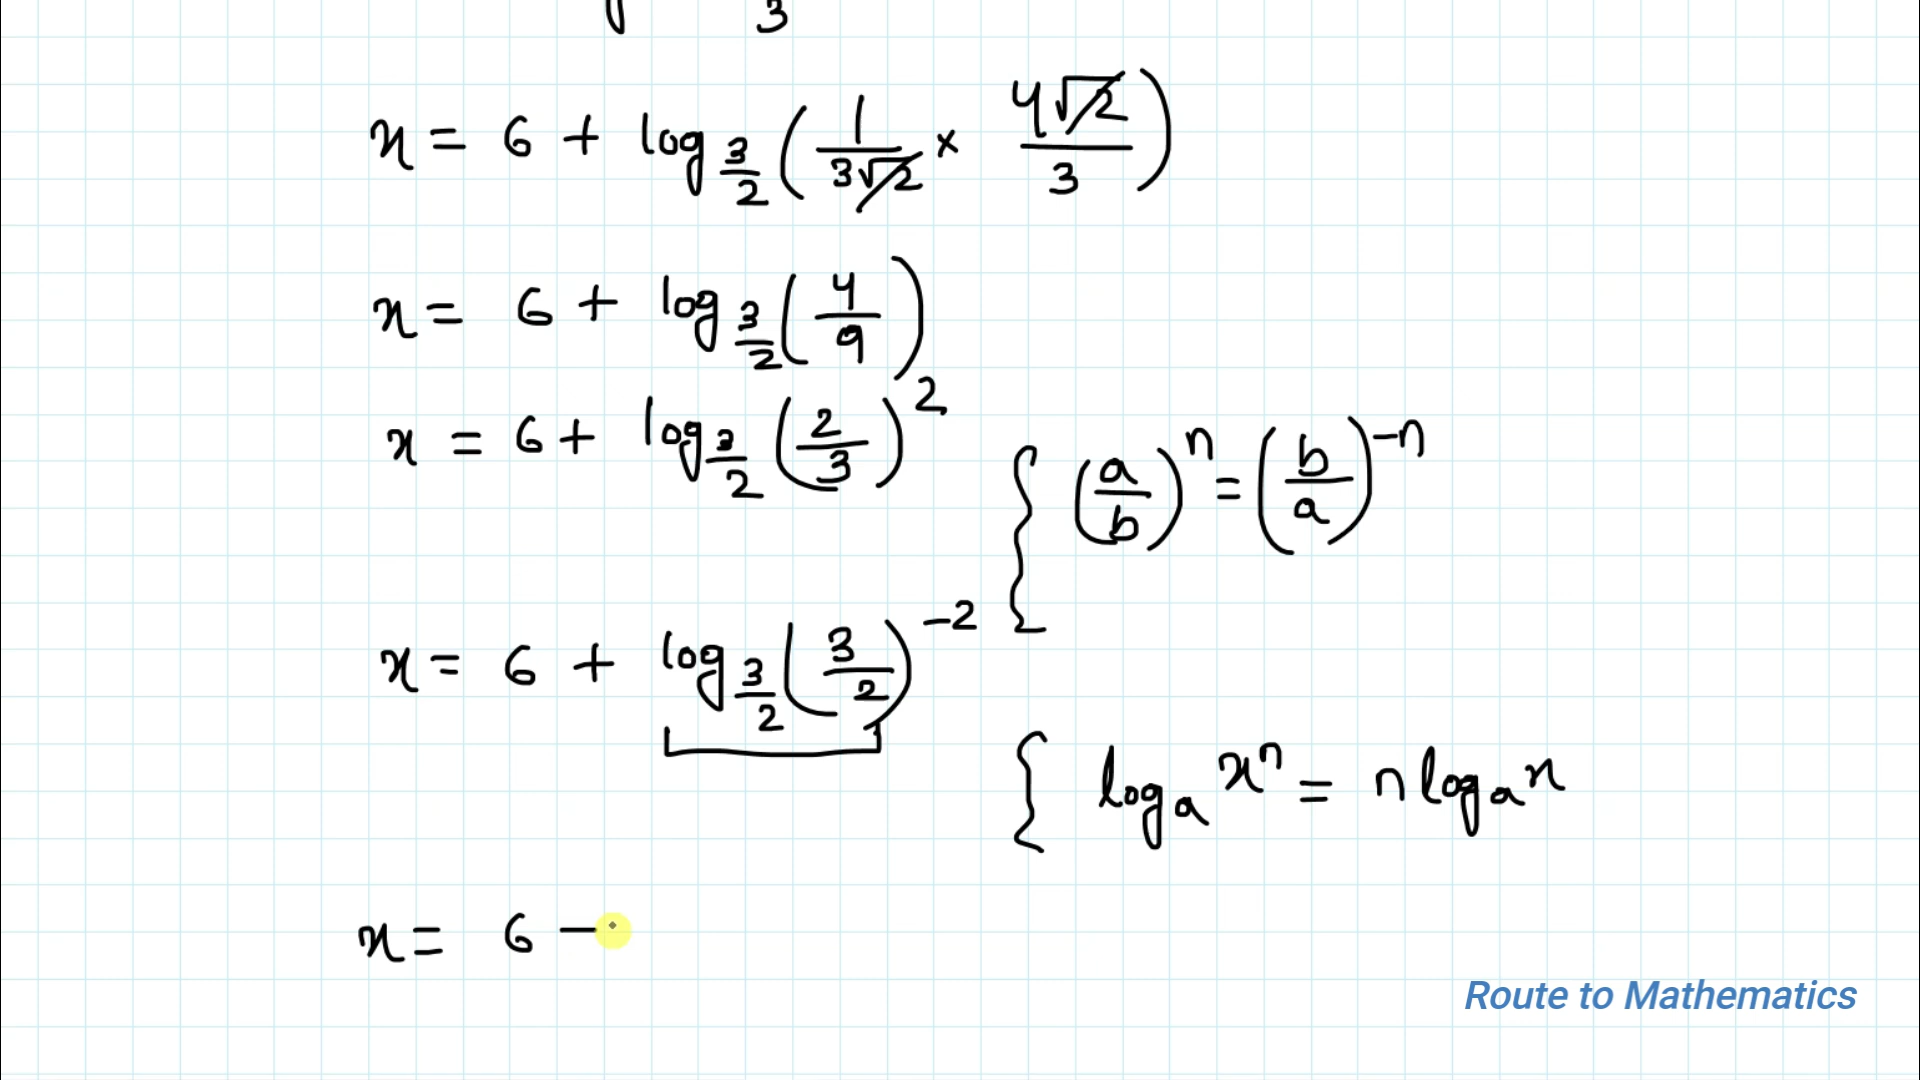 3
x = 6 + log_{3/2} (1/(3√2) × 4√2/3)
x = 6 + log_{3/2} (4/9)
x = 6 + log_{3/2} (2/3)^2
{ (a/b)^n = (b/a)^{-n}
x = 6 + log_{3/2} (3/2)^{-2}
{ log_a x^n = n log_a x
x = 6 −
Route to Mathematics